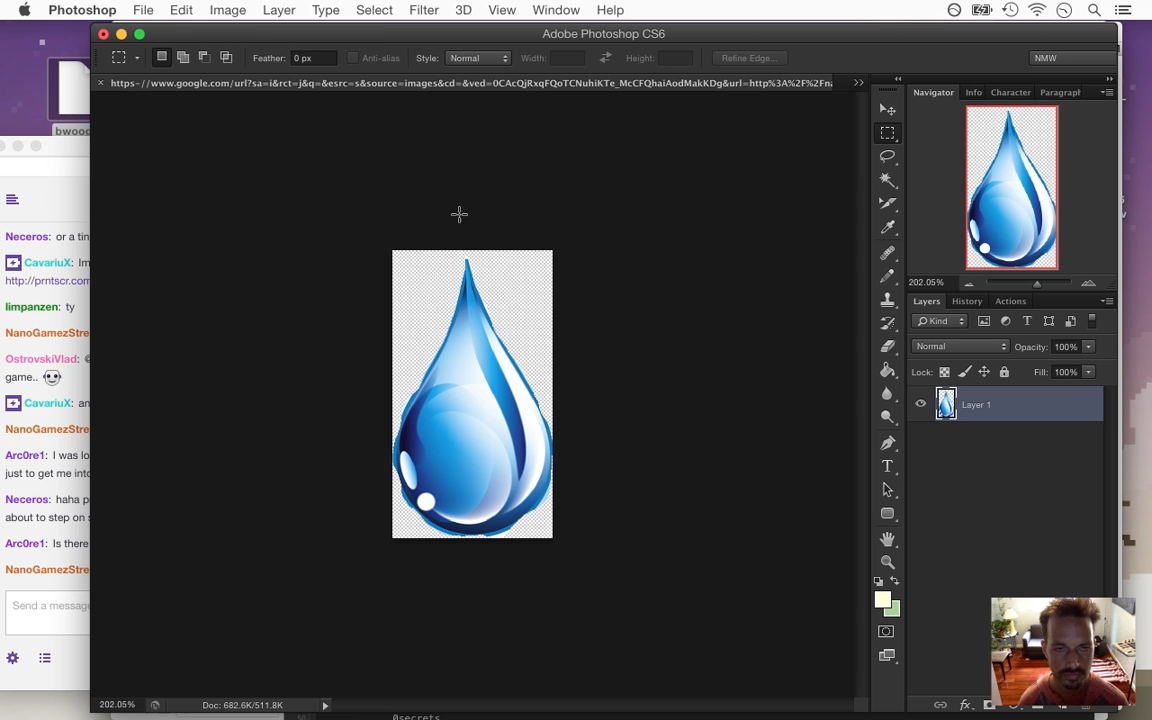 Photoshop File Edit Image Layer Type Select Filter 3D View Window Help
Adobe Photoshop CS6
Feather: 0 px Anti-alias Style: Normal Width: Height: Refine Edge... NMW
https-//www.google.com/url?sa=i&rct=j&q=&esrc=s&source=images&cd=&ved=0CAcQjRxqFQoTCNuhiKTe_McCFQhaiAodMakKDg&url=http%3A%2F%2Fn
bwood
Navigator Info Character Paragraph
202.05%
Layers History Actions
Kind
Normal Opacity: 100%
Lock: Fill: 100%
Layer 1
Neceros: or a tin
CavariuX: Im
http://prntscr.com
limpanzen: ty
NanoGamezStre
OstrovskiVlad: @
game..
CavariuX: an
NanoGamezStre
Arc0re1: I was lo
just to get me into
Neceros: haha p
about to step on s
Arc0re1: Is there
NanoGamezStre
Send a message
202.05% Doc: 682.6K/511.8K
0secrets